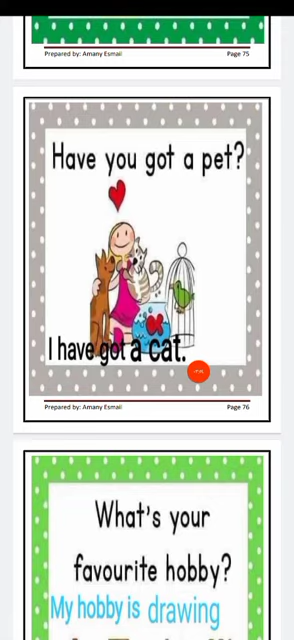 Prepared by: Amany Esmail Page 75
Have you got a pet?
I have got a cat.
Prepared by: Amany Esmail Page 76
What's your
favourite hobby?
My hobby is drawing